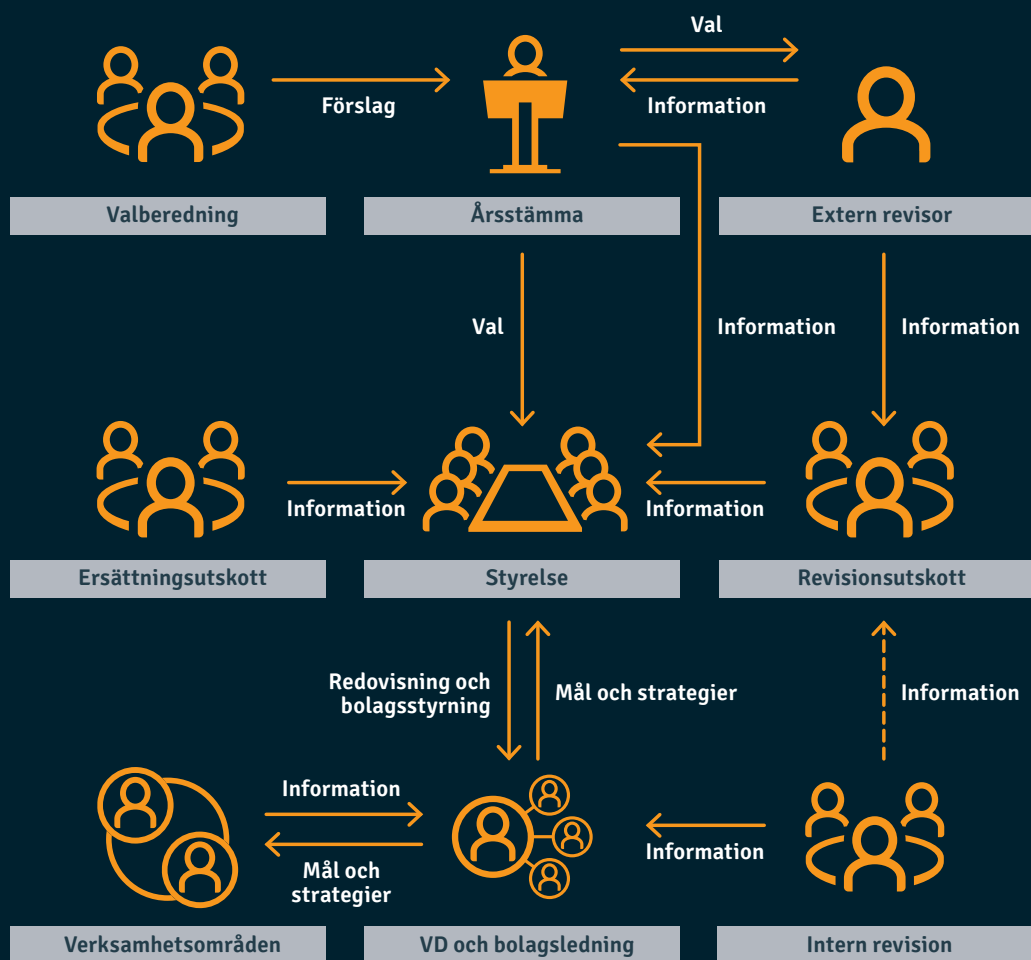 Val
Förslag
Information
Valberedning
Årsstämma
Extern revisor
Val
Information
Information
Information
Information
Ersättningsutskott
Styrelse
Revisionsutskott
Redovisning och
bolagsstyrning
Mål och strategier
Information
Information
Mål och
strategier
Information
Verksamhetsområden
VD och bolagsledning
Intern revision